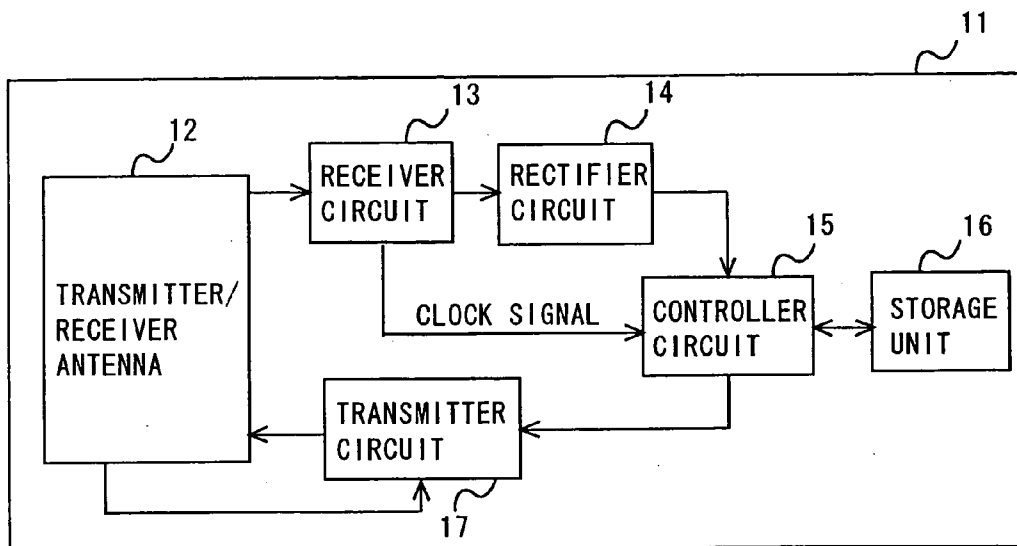 11
13
14
12
RECEIVER
CIRCUIT
RECTIFIER
CIRCUIT
15
16
TRANSMITTER/
RECEIVER
ANTENNA
CLOCK SIGNAL
CONTROLLER
CIRCUIT
STORAGE
UNIT
TRANSMITTER
CIRCUIT
17